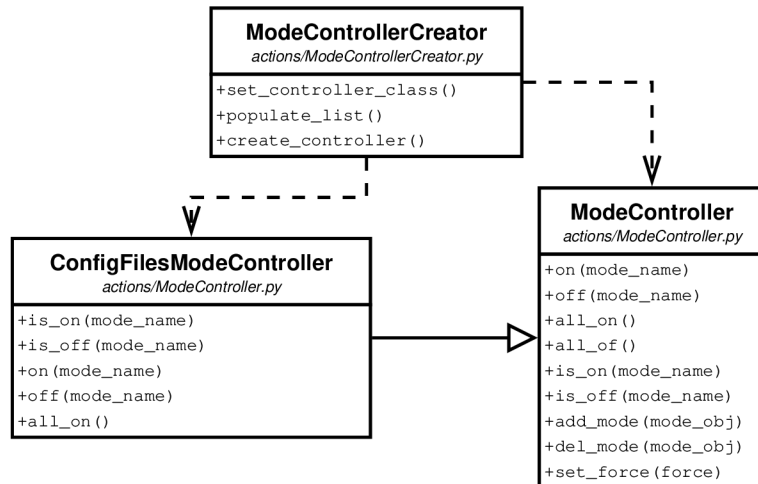 ModeControllerCreator
actions/ModeControllerCreator.py
+set_controller_class()
+populate_list()
+create_controller()
ConfigFilesModeController
actions/ModeController.py
+is_on(mode_name)
+is_off(mode_name)
+on(mode_name)
+off(mode_name)
+all_on()
ModeController
actions/ModeController.py
+on(mode_name)
+off(mode_name)
+all_on()
+all_of()
+is_on(mode_name)
+is_off(mode_name)
+add_mode(mode_obj)
+del_mode(mode_obj)
+set_force(force)